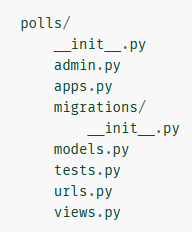 polls/
    __init__.py
    admin.py
    apps.py
    migrations/
        __init__.py
    models.py
    tests.py
    urls.py
    views.py